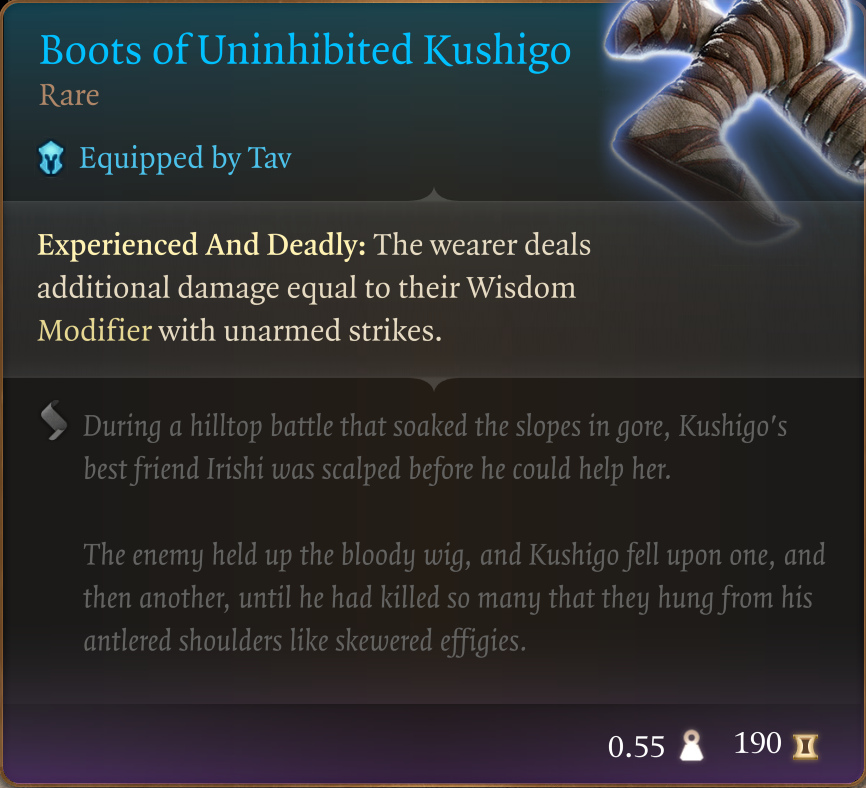 Boots of Uninhibited Kushigo
Rare
Equipped by Tav
Experienced And Deadly: The wearer deals
additional damage equal to their Wisdom
Modifier with unarmed strikes.
During a hilltop battle that soaked the slopes in gore, Kushigo's
best friend Irishi was scalped before he could help her.
The enemy held up the bloody wig, and Kushigo fell upon one, and
then another, until he had killed so many that they hung from his
antlered shoulders like skewered effigies.
0.55 190